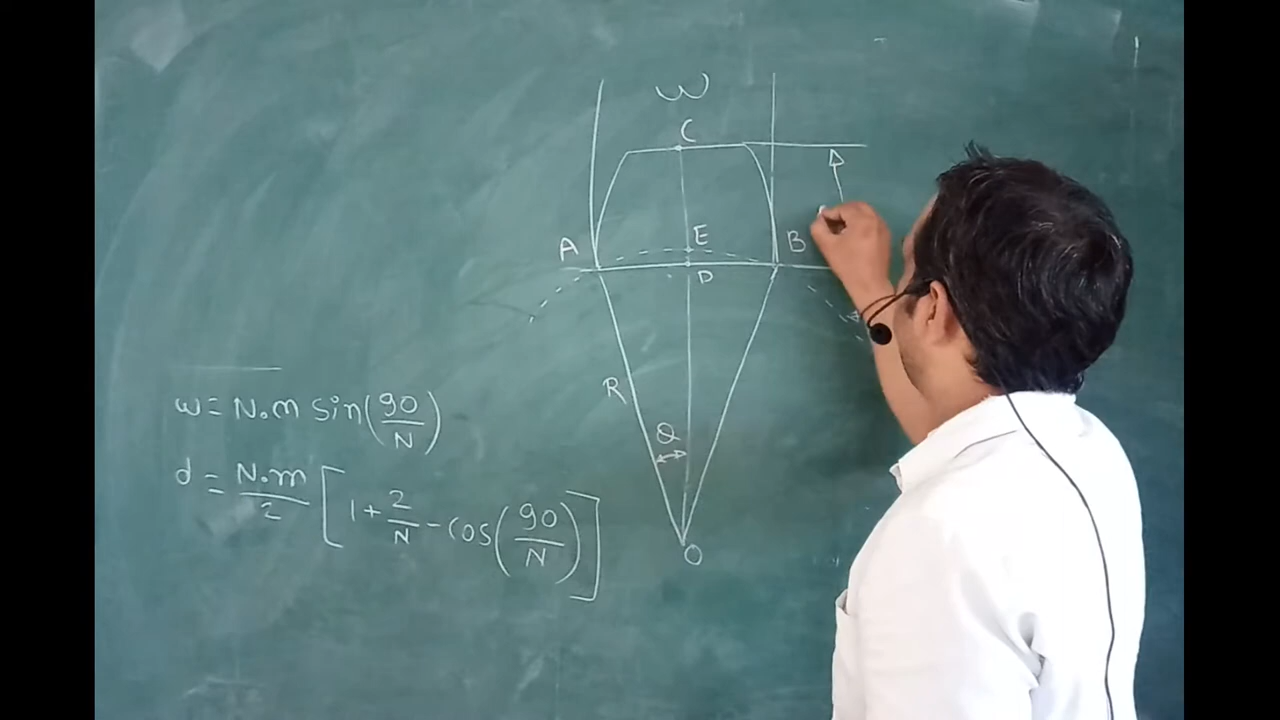 W
C
A
E
B
D
R
θ
O
w = N.m sin(90/N)
d = N.m/2 [1 + 2/N - cos(90/N)]